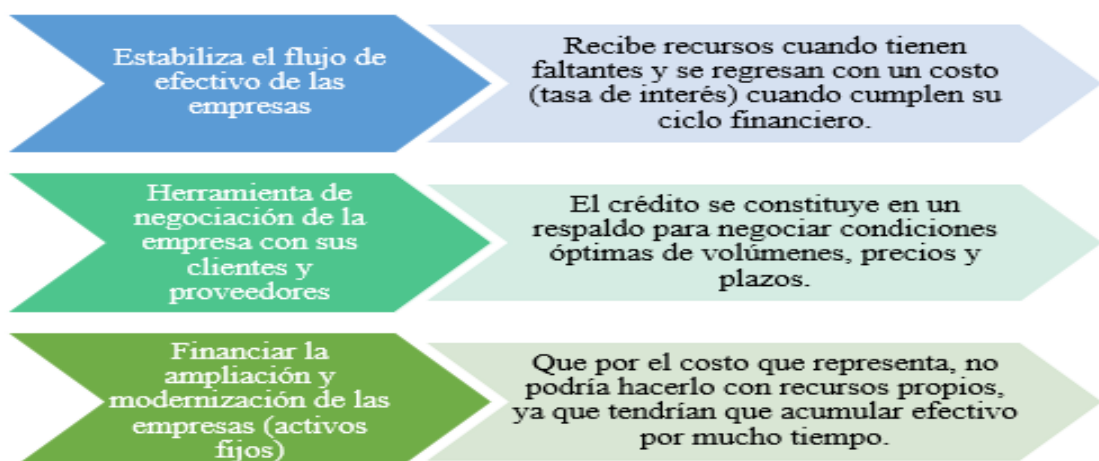 Estabiliza el flujo de
efectivo de las
empresas
Recibe recursos cuando tienen
faltantes y se regresan con un costo
(tasa de interés) cuando cumplen su
ciclo financiero.
Herramienta de
negociación de la
empresa con sus
clientes y
proveedores
El crédito se constituye en un
respaldo para negociar condiciones
óptimas de volúmenes, precios y
plazos.
Financiar la
ampliación y
modernización de las
empresas (activos
fijos)
Que por el costo que representa, no
podría hacerlo con recursos propios,
ya que tendrían que acumular efectivo
por mucho tiempo.